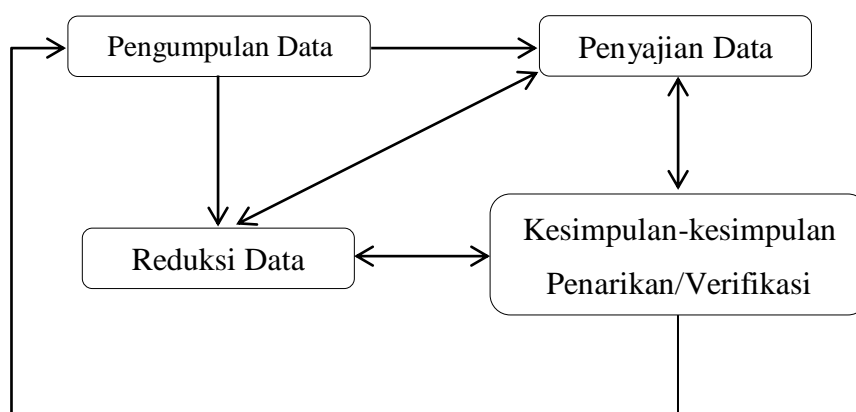 Pengumpulan Data
Penyajian Data
Reduksi Data
Kesimpulan-kesimpulan
Penarikan/Verifikasi